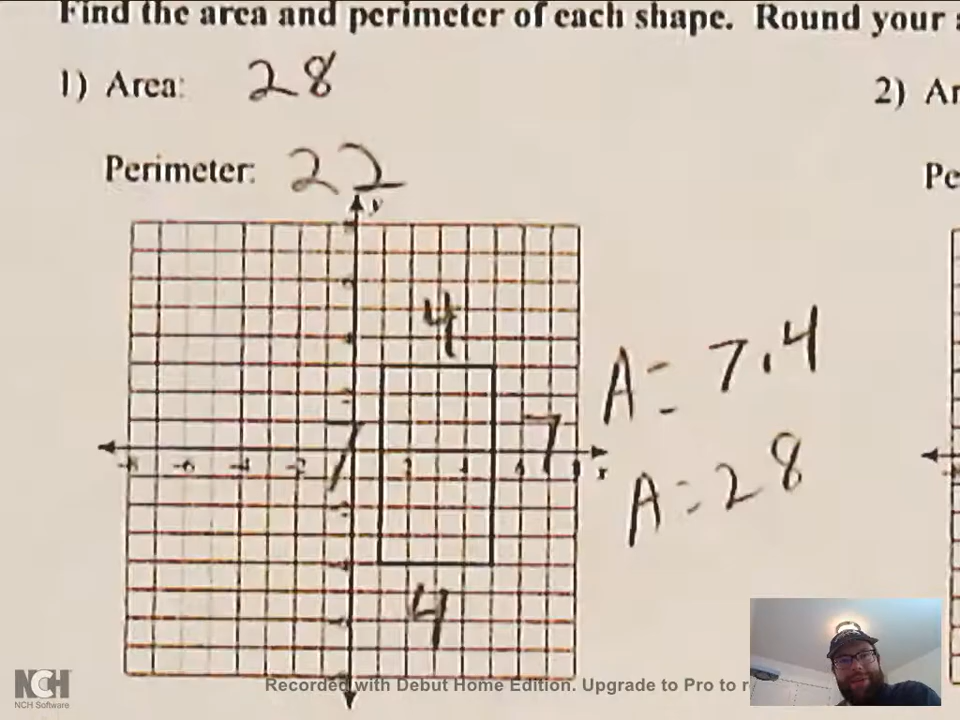 Find the area and perimeter of each shape. Round your
1) Area: 28
2) Ar
Perimeter: 22
Pe
y
4
A = 7.4
7 7
-8 -6 -4 -2 2 4 6 8 x
A = 28
4
NCH
NCH Software
Recorded with Debut Home Edition. Upgrade to Pro to r